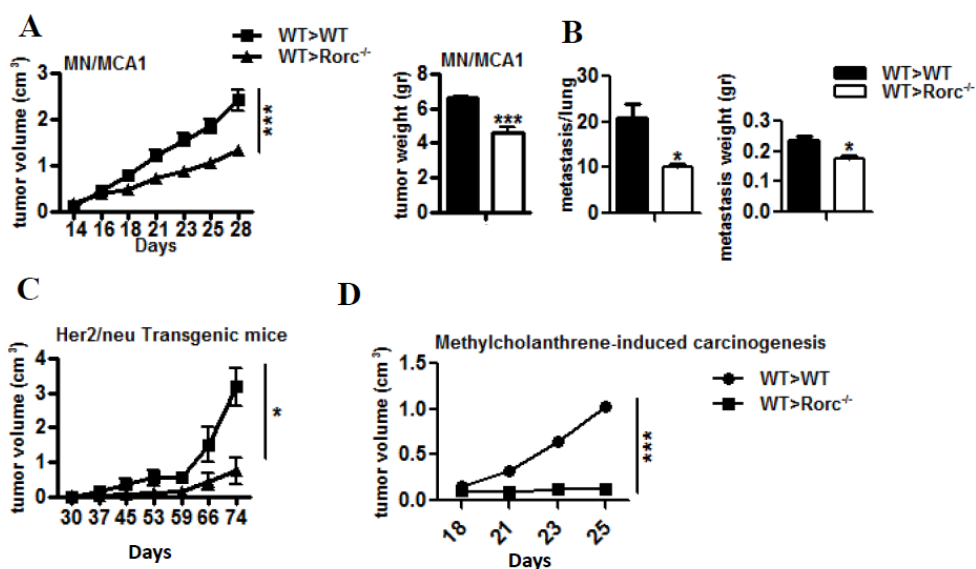 A
WT>WT
WT>Rorc-/-
MN/MCA1
tumor volume (cm3)
3
2
1
0
14 16 18 21 23 25 28
Days
***
MN/MCA1
tumor weight (gr)
8
6
4
2
0
***
B
WT>WT
WT>Rorc-/-
metastasis/lung
30
20
10
0
*
metastasis weight (gr)
0.3
0.2
0.1
0.0
*
C
Her2/neu Transgenic mice
tumor volume (cm3)
4
3
2
1
0
30 37 45 53 59 66 74
Days
*
D
Methylcholanthrene-induced carcinogenesis
WT>WT
WT>Rorc-/-
tumor volume (cm3)
1.5
1.0
0.5
0.0
18 21 23 25
Days
***